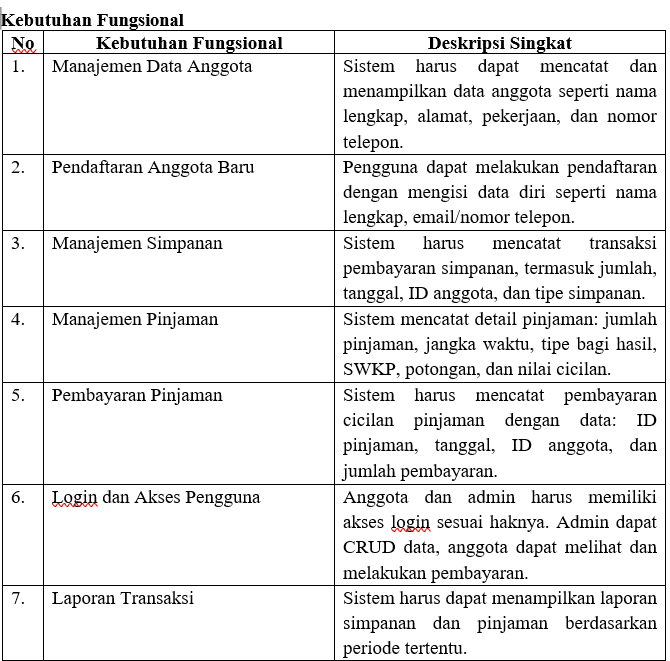 Kebutuhan Fungsional
No Kebutuhan Fungsional Deskripsi Singkat
1. Manajemen Data Anggota Sistem harus dapat mencatat dan
menampilkan data anggota seperti nama
lengkap, alamat, pekerjaan, dan nomor
telepon.
2. Pendaftaran Anggota Baru Pengguna dapat melakukan pendaftaran
dengan mengisi data diri seperti nama
lengkap, email/nomor telepon.
3. Manajemen Simpanan Sistem harus mencatat transaksi
pembayaran simpanan, termasuk jumlah,
tanggal, ID anggota, dan tipe simpanan.
4. Manajemen Pinjaman Sistem mencatat detail pinjaman: jumlah
pinjaman, jangka waktu, tipe bagi hasil,
SWKP, potongan, dan nilai cicilan.
5. Pembayaran Pinjaman Sistem harus mencatat pembayaran
cicilan pinjaman dengan data: ID
pinjaman, tanggal, ID anggota, dan
jumlah pembayaran.
6. Login dan Akses Pengguna Anggota dan admin harus memiliki
akses login sesuai haknya. Admin dapat
CRUD data, anggota dapat melihat dan
melakukan pembayaran.
7. Laporan Transaksi Sistem harus dapat menampilkan laporan
simpanan dan pinjaman berdasarkan
periode tertentu.